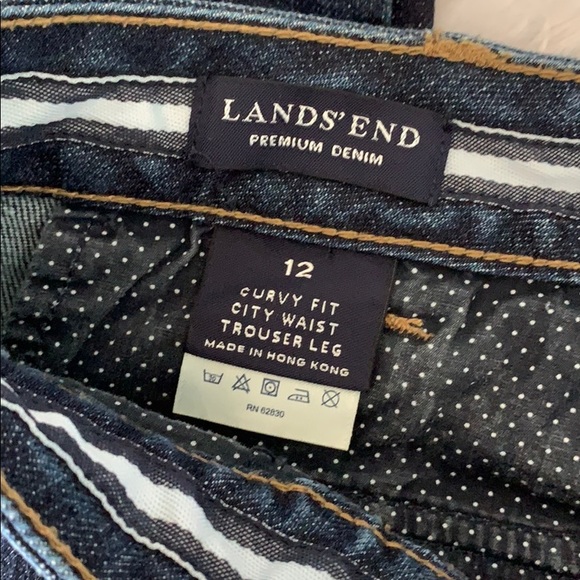 LANDS' END
PREMIUM DENIM
12
CURVY FIT
CITY WAIST
TROUSER LEG
MADE IN HONG KONG
RN 62830